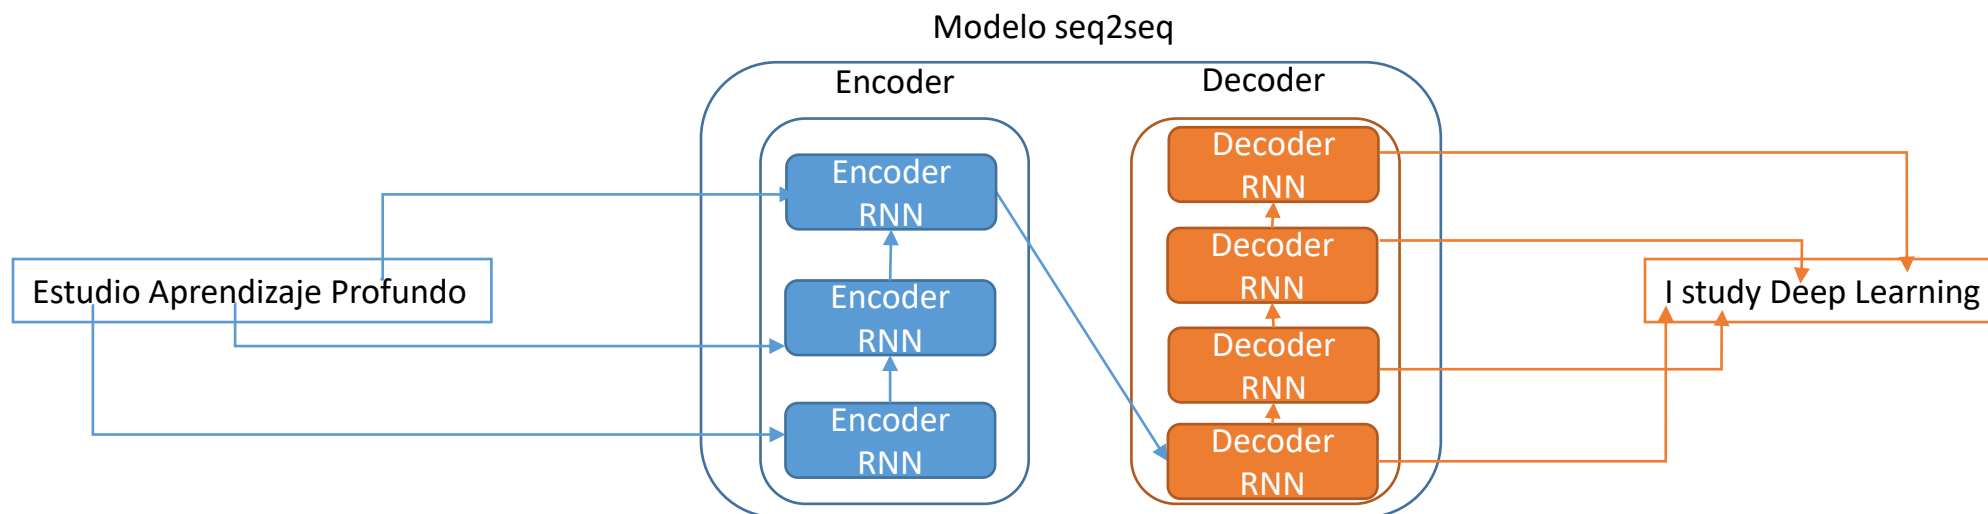 Modelo seq2seq
Encoder
Decoder
Encoder
RNN
Encoder
RNN
Encoder
RNN
Decoder
RNN
Decoder
RNN
Decoder
RNN
Decoder
RNN
Estudio Aprendizaje Profundo
I study Deep Learning